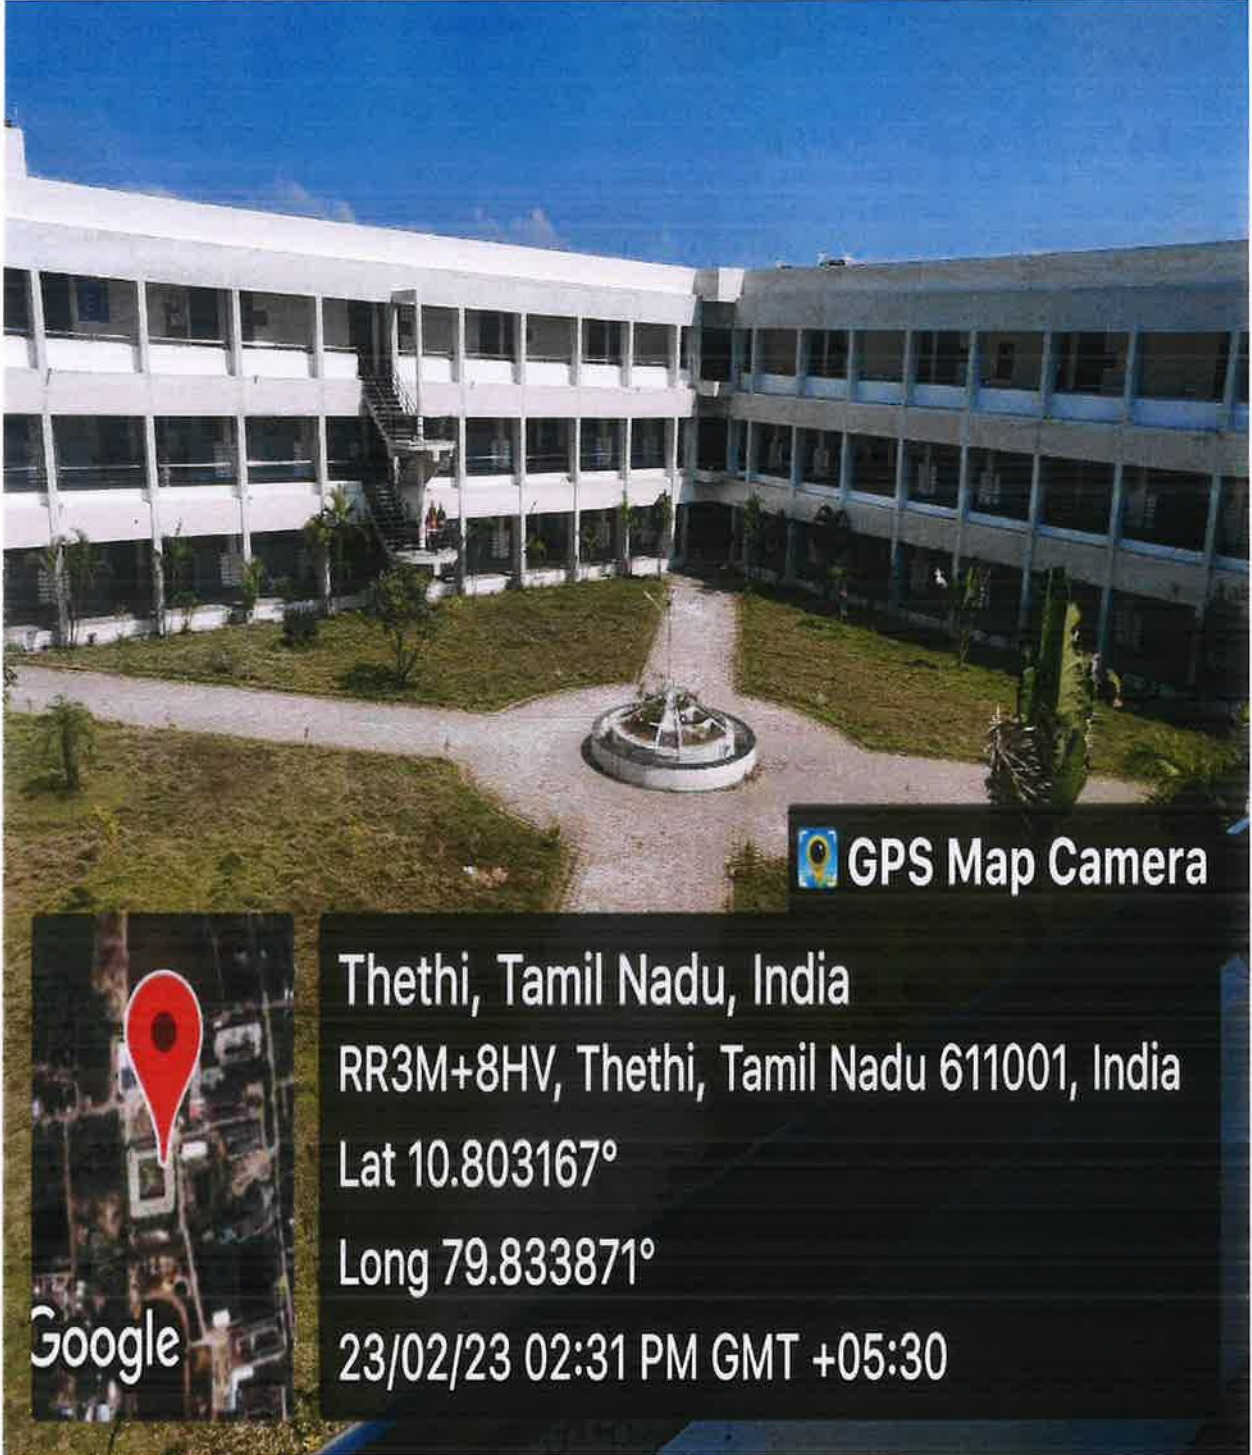 GPS Map Camera
Thethi, Tamil Nadu, India
RR3M+8HV, Thethi, Tamil Nadu 611001, India
Lat 10.803167°
Long 79.833871°
23/02/23 02:31 PM GMT +05:30
Google